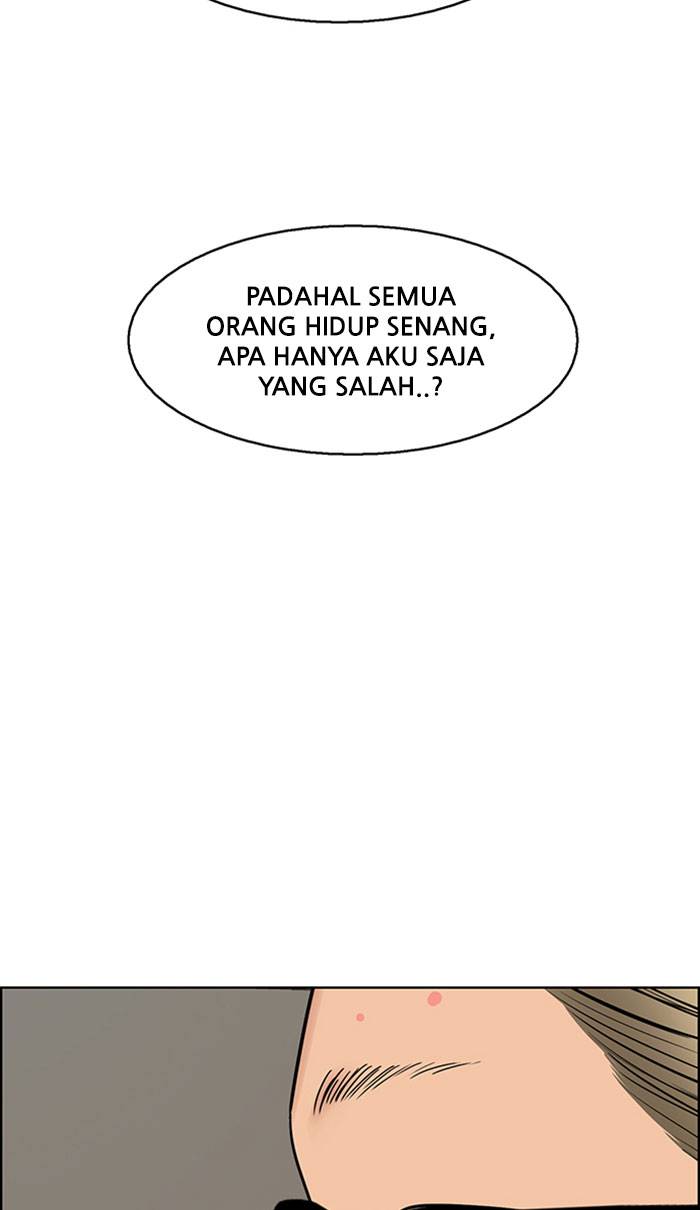 PADAHAL SEMUA
ORANG HIDUP SENANG,
APA HANYA AKU SAJA
YANG SALAH..?